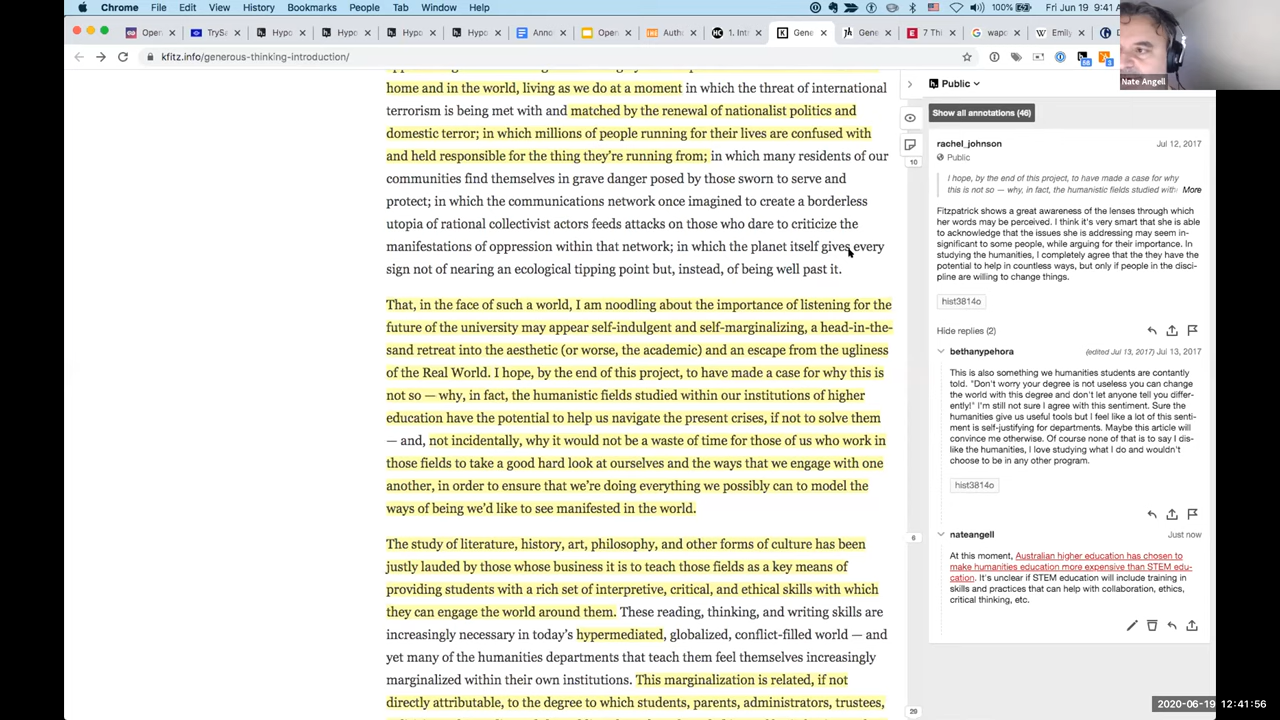 Chrome File Edit View History Bookmarks People Tab Window Help
100% Fri Jun 19 9:41 A
Open TrySa Hypo Hypo Hypo Hypo Anno Open Auth 1. Intr Gene Gene 7 Tha wapo Emily
kfitz.info/generous-thinking-introduction/
home and in the world, living as we do at a moment in which the threat of international
terrorism is being met with and matched by the renewal of nationalist politics and
domestic terror; in which millions of people running for their lives are confused with
and held responsible for the thing they're running from; in which many residents of our
communities find themselves in grave danger posed by those sworn to serve and
protect; in which the communications network once imagined to create a borderless
utopia of rational collectivist actors feeds attacks on those who dare to criticize the
manifestations of oppression within that network; in which the planet itself gives every
sign not of nearing an ecological tipping point but, instead, of being well past it.
That, in the face of such a world, I am noodling about the importance of listening for the
future of the university may appear self-indulgent and self-marginalizing, a head-in-the-
sand retreat into the aesthetic (or worse, the academic) and an escape from the ugliness
of the Real World. I hope, by the end of this project, to have made a case for why this is
not so — why, in fact, the humanistic fields studied within our institutions of higher
education have the potential to help us navigate the present crises, if not to solve them
— and, not incidentally, why it would not be a waste of time for those of us who work in
those fields to take a good hard look at ourselves and the ways that we engage with one
another, in order to ensure that we're doing everything we possibly can to model the
ways of being we'd like to see manifested in the world.
The study of literature, history, art, philosophy, and other forms of culture has been
justly lauded by those whose business it is to teach those fields as a key means of
providing students with a rich set of interpretive, critical, and ethical skills with which
they can engage the world around them. These reading, thinking, and writing skills are
increasingly necessary in today's hypermediated, globalized, conflict-filled world — and
yet many of the humanities departments that teach them feel themselves increasingly
marginalized within their own institutions. This marginalization is related, if not
directly attributable, to the degree to which students, parents, administrators, trustees,
10
6
29
Public
Show all annotations (46)
rachel_johnson Jul 12, 2017
Public
I hope, by the end of this project, to have made a case for why
this is not so — why, in fact, the humanistic fields studied with More
Fitzpatrick shows a great awareness of the lenses through which
her words may be perceived. I think it's very smart that she is able
to acknowledge that the issues she is addressing may seem in-
significant to some people, while arguing for their importance. In
studying the humanities, I completely agree that the they have the
potential to help in countless ways, but only if people in the disci-
pline are willing to change things.
hist3814o
Hide replies (2)
bethanypehora (edited Jul 13, 2017) Jul 13, 2017
This is also something we humanities students are contantly
told. "Don't worry your degree is not useless you can change
the world with this degree and don't let anyone tell you differ-
ently!" I'm still not sure I agree with this sentiment. Sure the
humanities give us useful tools but I feel like a lot of this senti-
ment is self-justifying for departments. Maybe this article will
convince me otherwise. Of course none of that is to say I dis-
like the humanities, I love studying what I do and wouldn't
choose to be in any other program.
hist3814o
nateangell Just now
At this moment, Australian higher education has chosen to
make humanities education more expensive than STEM edu-
cation. It's unclear if STEM education will include training in
skills and practices that can help with collaboration, ethics,
critical thinking, etc.
Nate Angell
2020-06-19 12:41:56